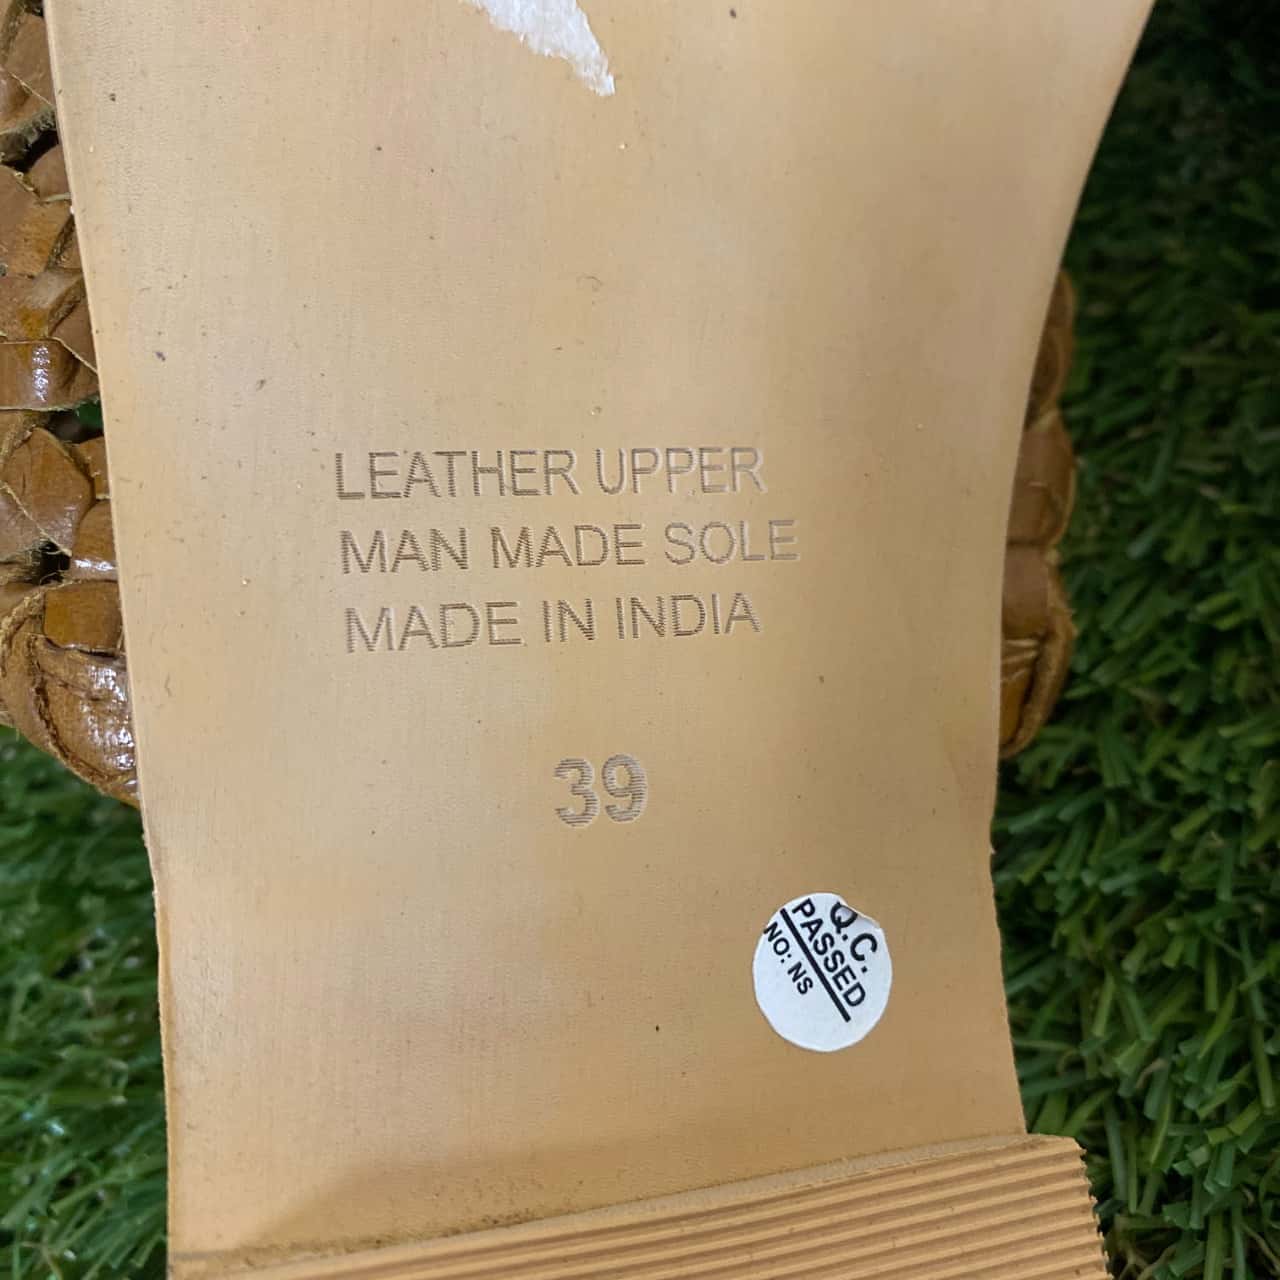 LEATHER UPPER
MAN MADE SOLE
MADE IN INDIA
39
Q.C.
PASSED
NO: NS